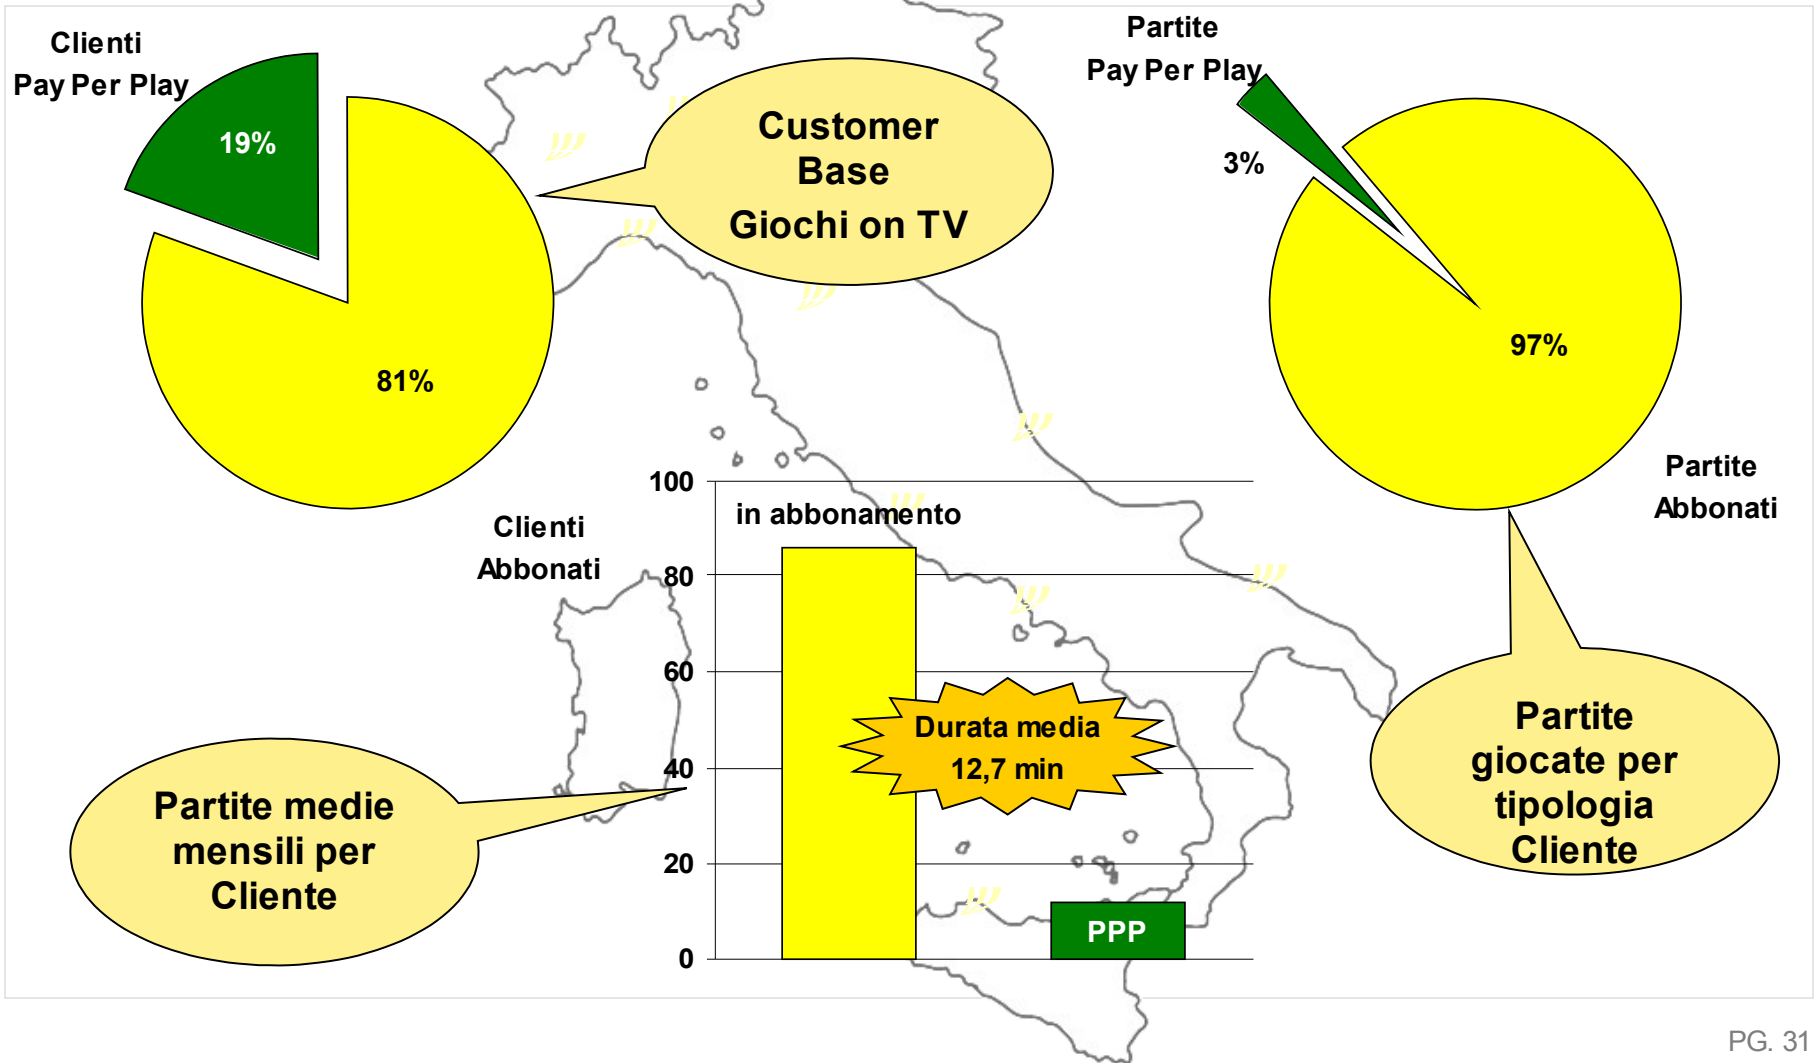 Clienti
Pay Per Play
19%
81%
Clienti
Abbonati
Customer
Base
Giochi on TV
Partite
Pay Per Play
3%
97%
Partite
Abbonati
100
80
60
40
20
0
in abbonamento
Durata media
12,7 min
PPP
Partite medie
mensili per
Cliente
Partite
giocate per
tipologia
Cliente
PG. 31